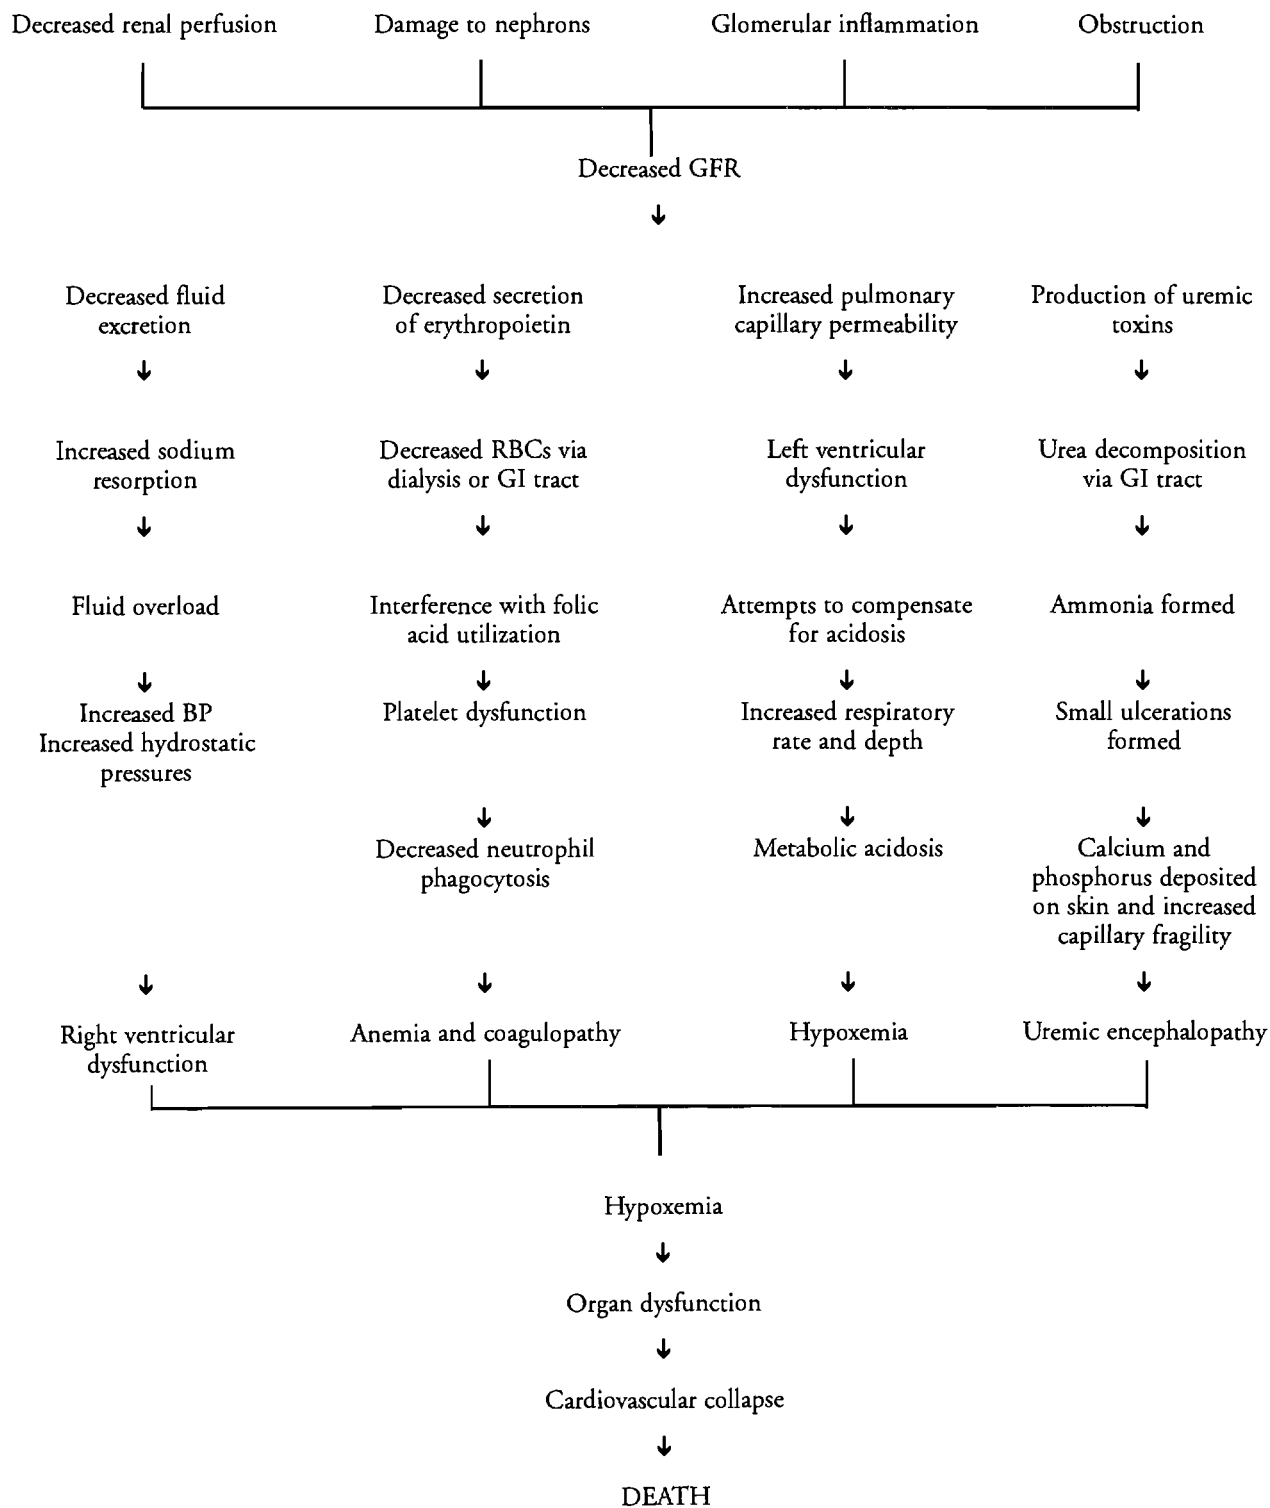 Decreased renal perfusion
Damage to nephrons
Glomerular inflammation
Obstruction
Decreased GFR
Decreased fluid
excretion
Increased sodium
resorption
Fluid overload
Increased BP
Increased hydrostatic
pressures
Right ventricular
dysfunction
Decreased secretion
of erythropoietin
Decreased RBCs via
dialysis or GI tract
Interference with folic
acid utilization
Platelet dysfunction
Decreased neutrophil
phagocytosis
Anemia and coagulopathy
Increased pulmonary
capillary permeability
Left ventricular
dysfunction
Attempts to compensate
for acidosis
Increased respiratory
rate and depth
Metabolic acidosis
Hypoxemia
Production of uremic
toxins
Urea decomposition
via GI tract
Ammonia formed
Small ulcerations
formed
Calcium and
phosphorus deposited
on skin and increased
capillary fragility
Uremic encephalopathy
Hypoxemia
Organ dysfunction
Cardiovascular collapse
DEATH